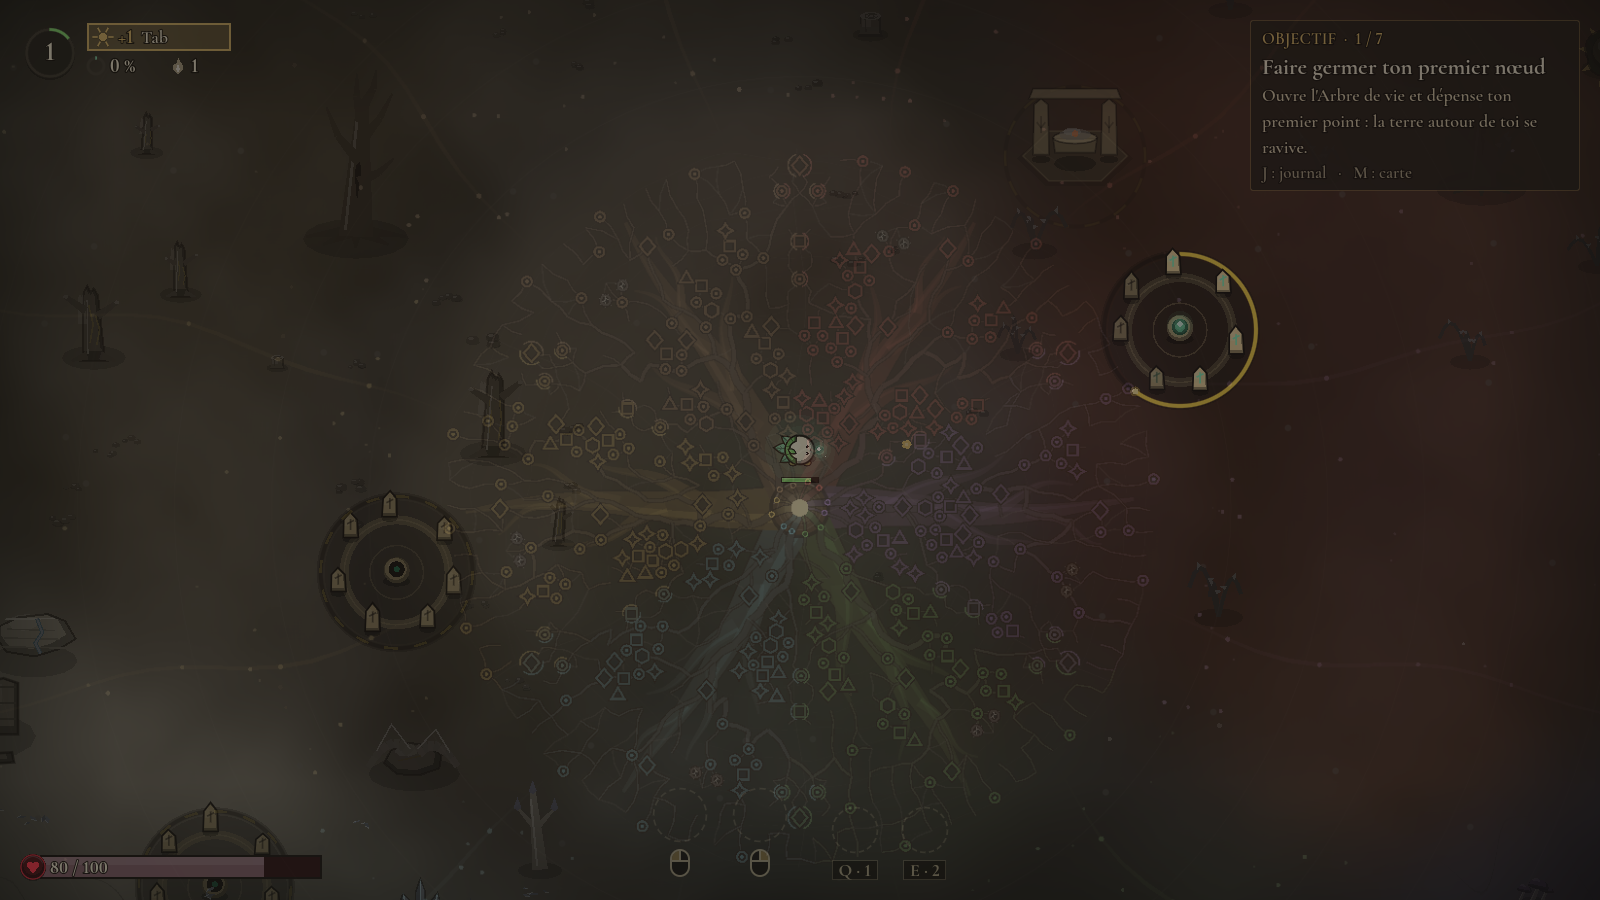 1
+1 Tab
0 %
1
OBJECTIF · 1 / 7
Faire germer ton premier nœud
Ouvre l'Arbre de vie et dépense ton
premier point : la terre autour de toi se
ravive.
J : journal · M : carte
80 / 100
Q · 1
E · 2